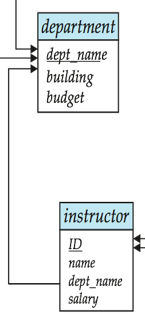 department
dept_name
building
budget
instructor
ID
name
dept_name
salary